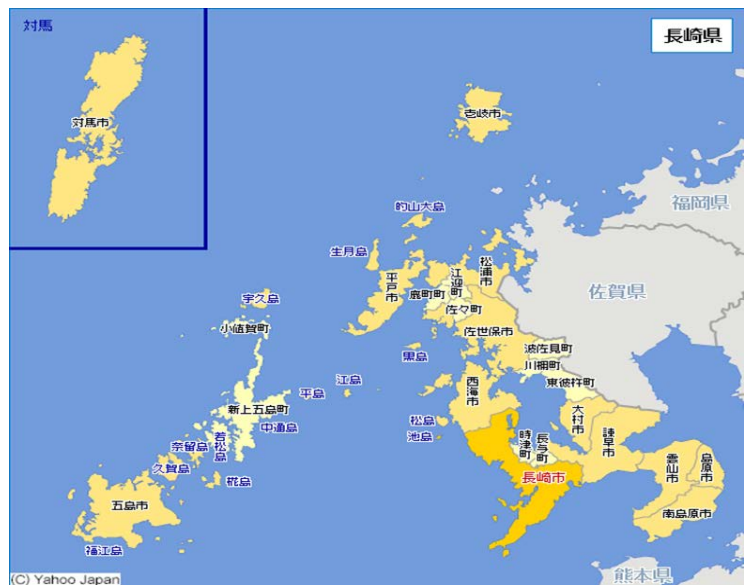 対馬
長崎県
対馬市
壱岐市
福岡県
的山大島
生月島
平戸市
江迎町
松浦市
鹿町町
佐々町
佐賀県
宇久島
小値賀町
佐世保市
黒島
波佐見町
川棚町
東彼杵町
江島
平島
西海市
新上五島町
中通島
若松島
奈留島
久賀島
椛島
松島
池島
時津町
長与町
大村市
諫早市
長崎市
雲仙市
島原市
南島原市
五島市
福江島
熊本県
(C) Yahoo Japan